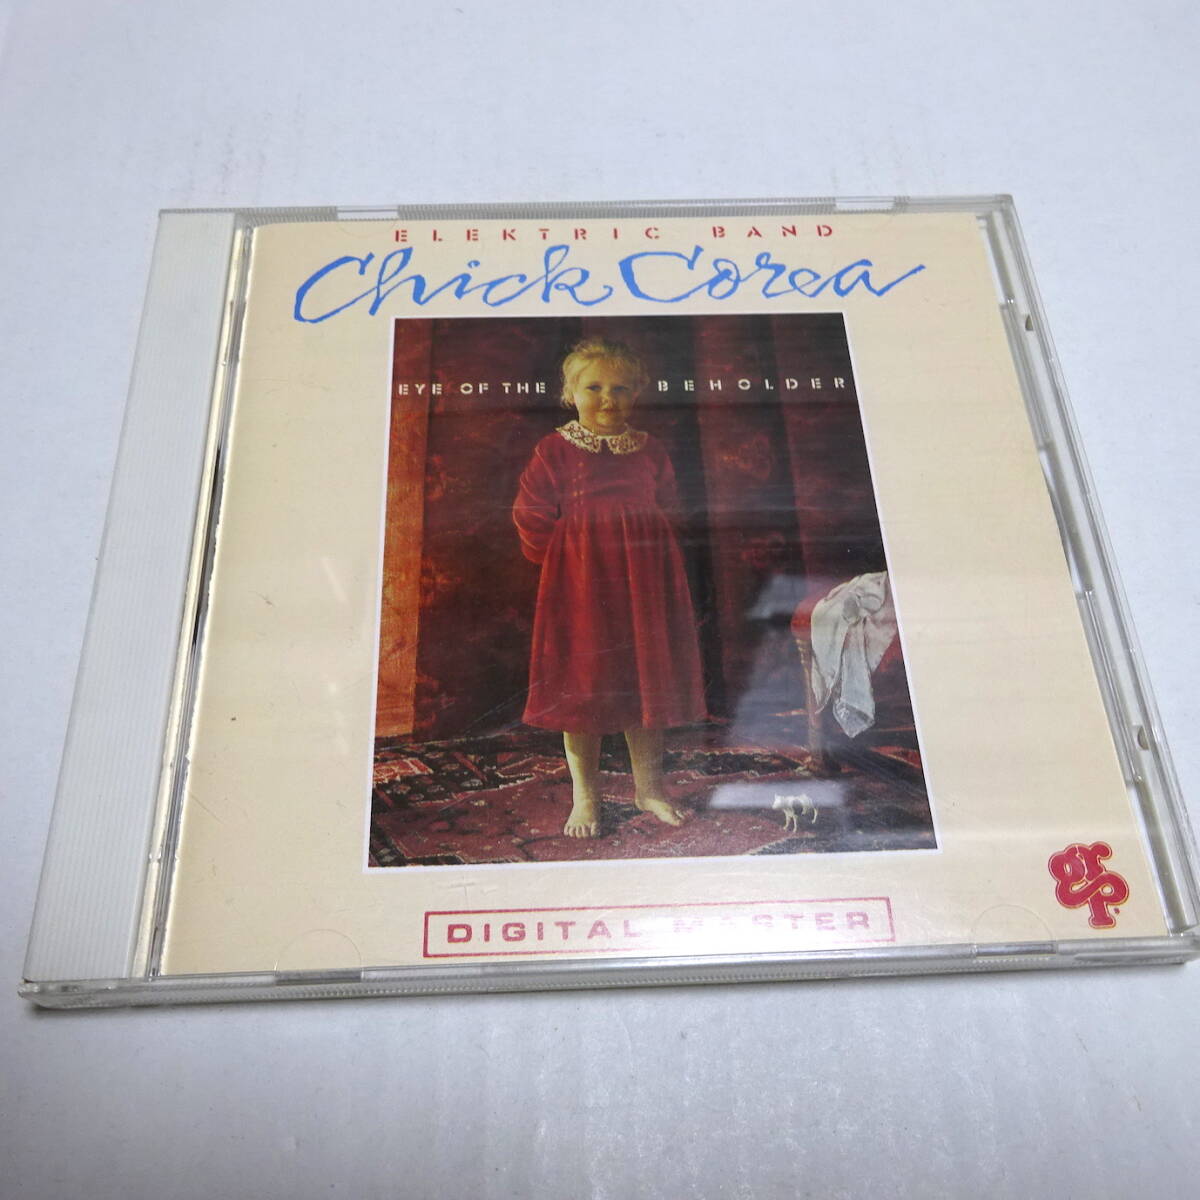 ELEKTRIC BAND
Chick Corea
EYE OF THE BEHOLDER
grp
DIGITAL MASTER